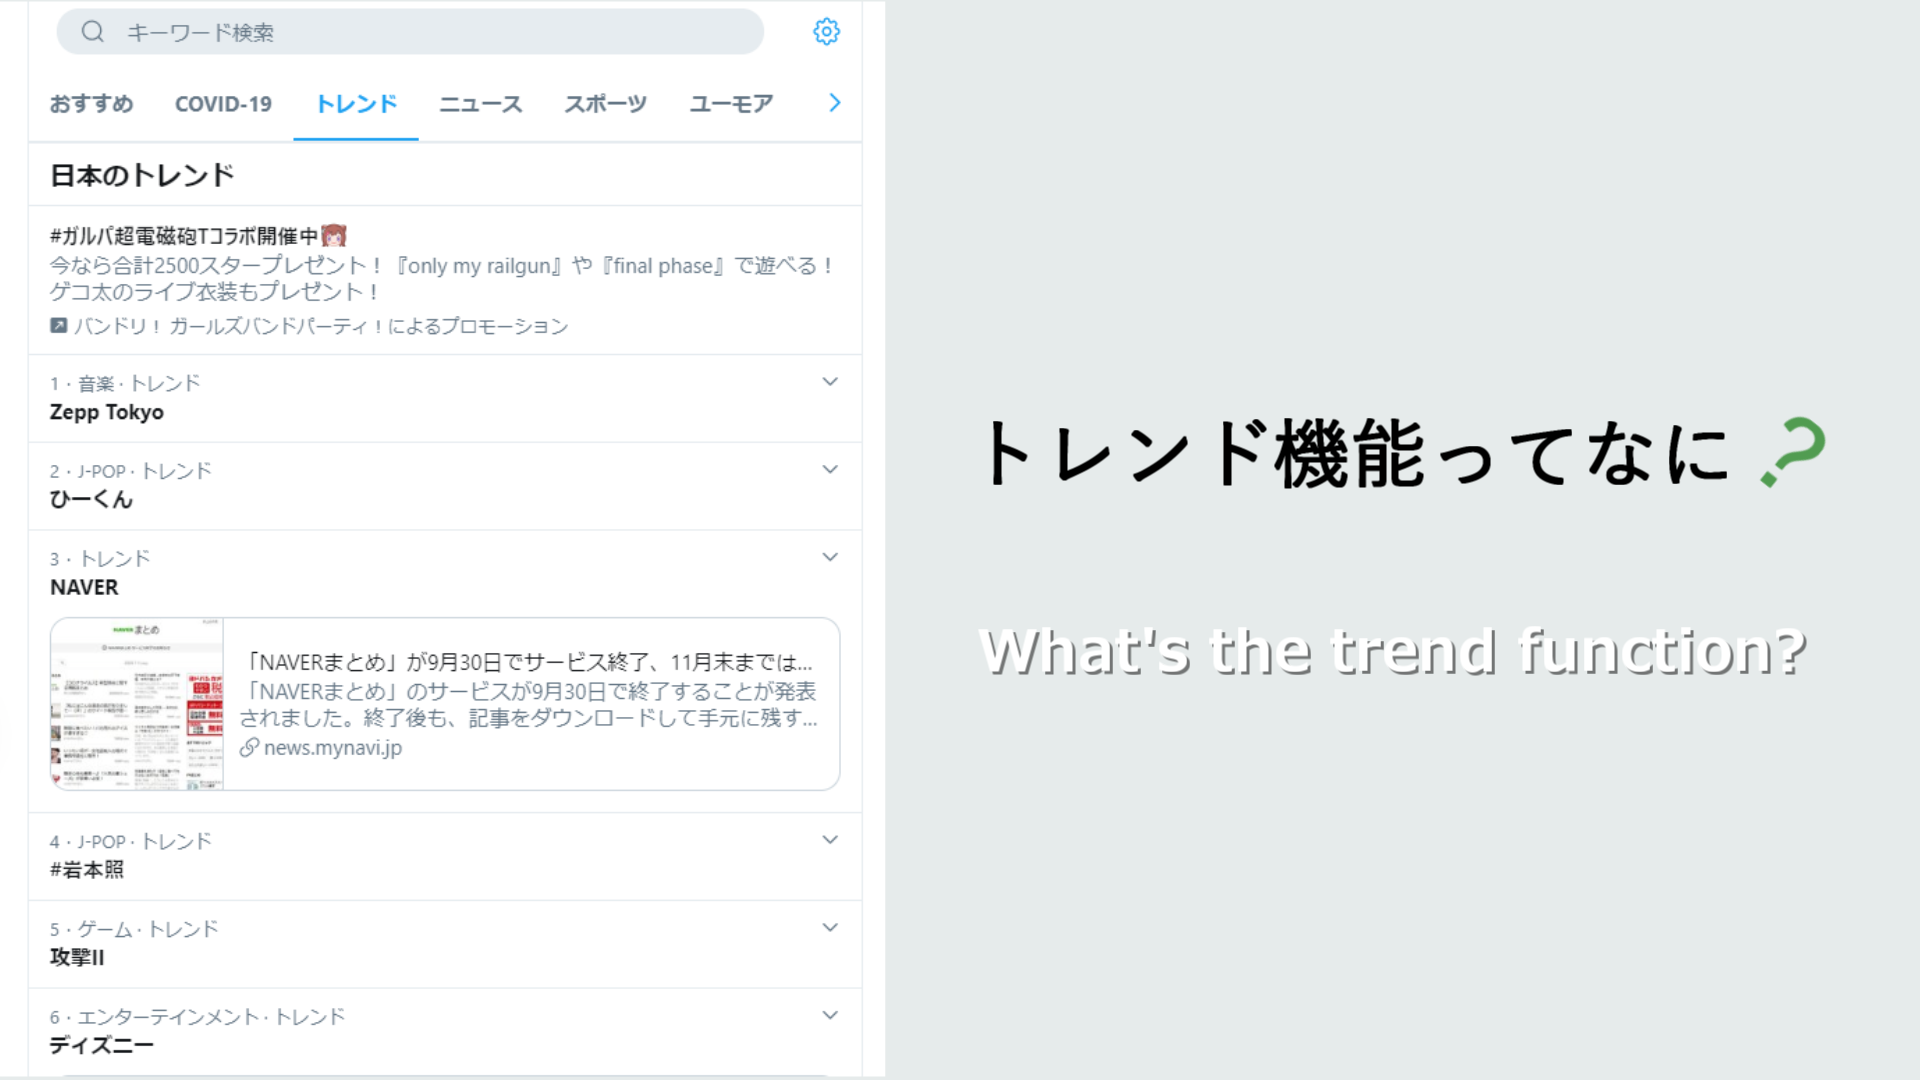 キーワード検索
おすすめ COVID-19 トレンド ニュース スポーツ ユーモア
日本のトレンド
#ガルパ超電磁砲Tコラボ開催中
今なら合計2500スタープレゼント！『only my railgun』や『final phase』で遊べる！
ゲコ太のライブ衣装もプレゼント！
バンドリ！ ガールズバンドパーティ！によるプロモーション
1 · 音楽 · トレンド
Zepp Tokyo
2 · J-POP · トレンド
ひーくん
3 · トレンド
NAVER
まとめ
「NAVERまとめ」が9月30日でサービス終了、11月末までは...
「NAVERまとめ」のサービスが9月30日で終了することが発表
されました。終了後も、記事をダウンロードして手元に残す...
news.mynavi.jp
4 · J-POP · トレンド
#岩本照
5 · ゲーム · トレンド
攻撃II
6 · エンターテインメント · トレンド
ディズニー
トレンド機能ってなに?
What's the trend function?